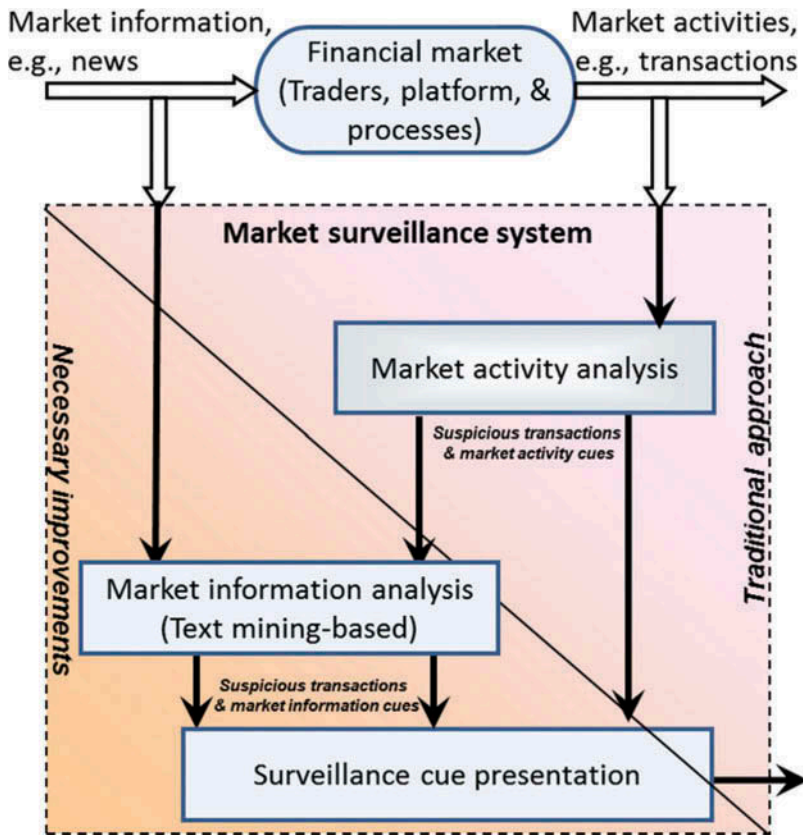 Market information,
e.g., news
Financial market
(Traders, platform, &
processes)
Market activities,
e.g., transactions
Market surveillance system
Necessary improvements
Traditional approach
Market activity analysis
Suspicious transactions
& market activity cues
Market information analysis
(Text mining-based)
Suspicious transactions
& market information cues
Surveillance cue presentation